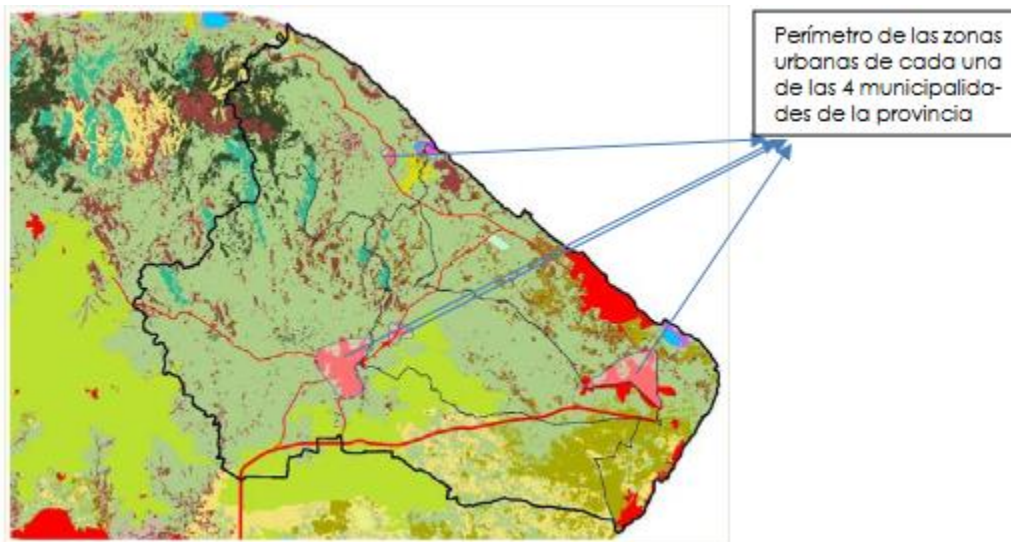 Perímetro de las zonas
urbanas de cada una
de las 4 municipalida-
des de la provincia